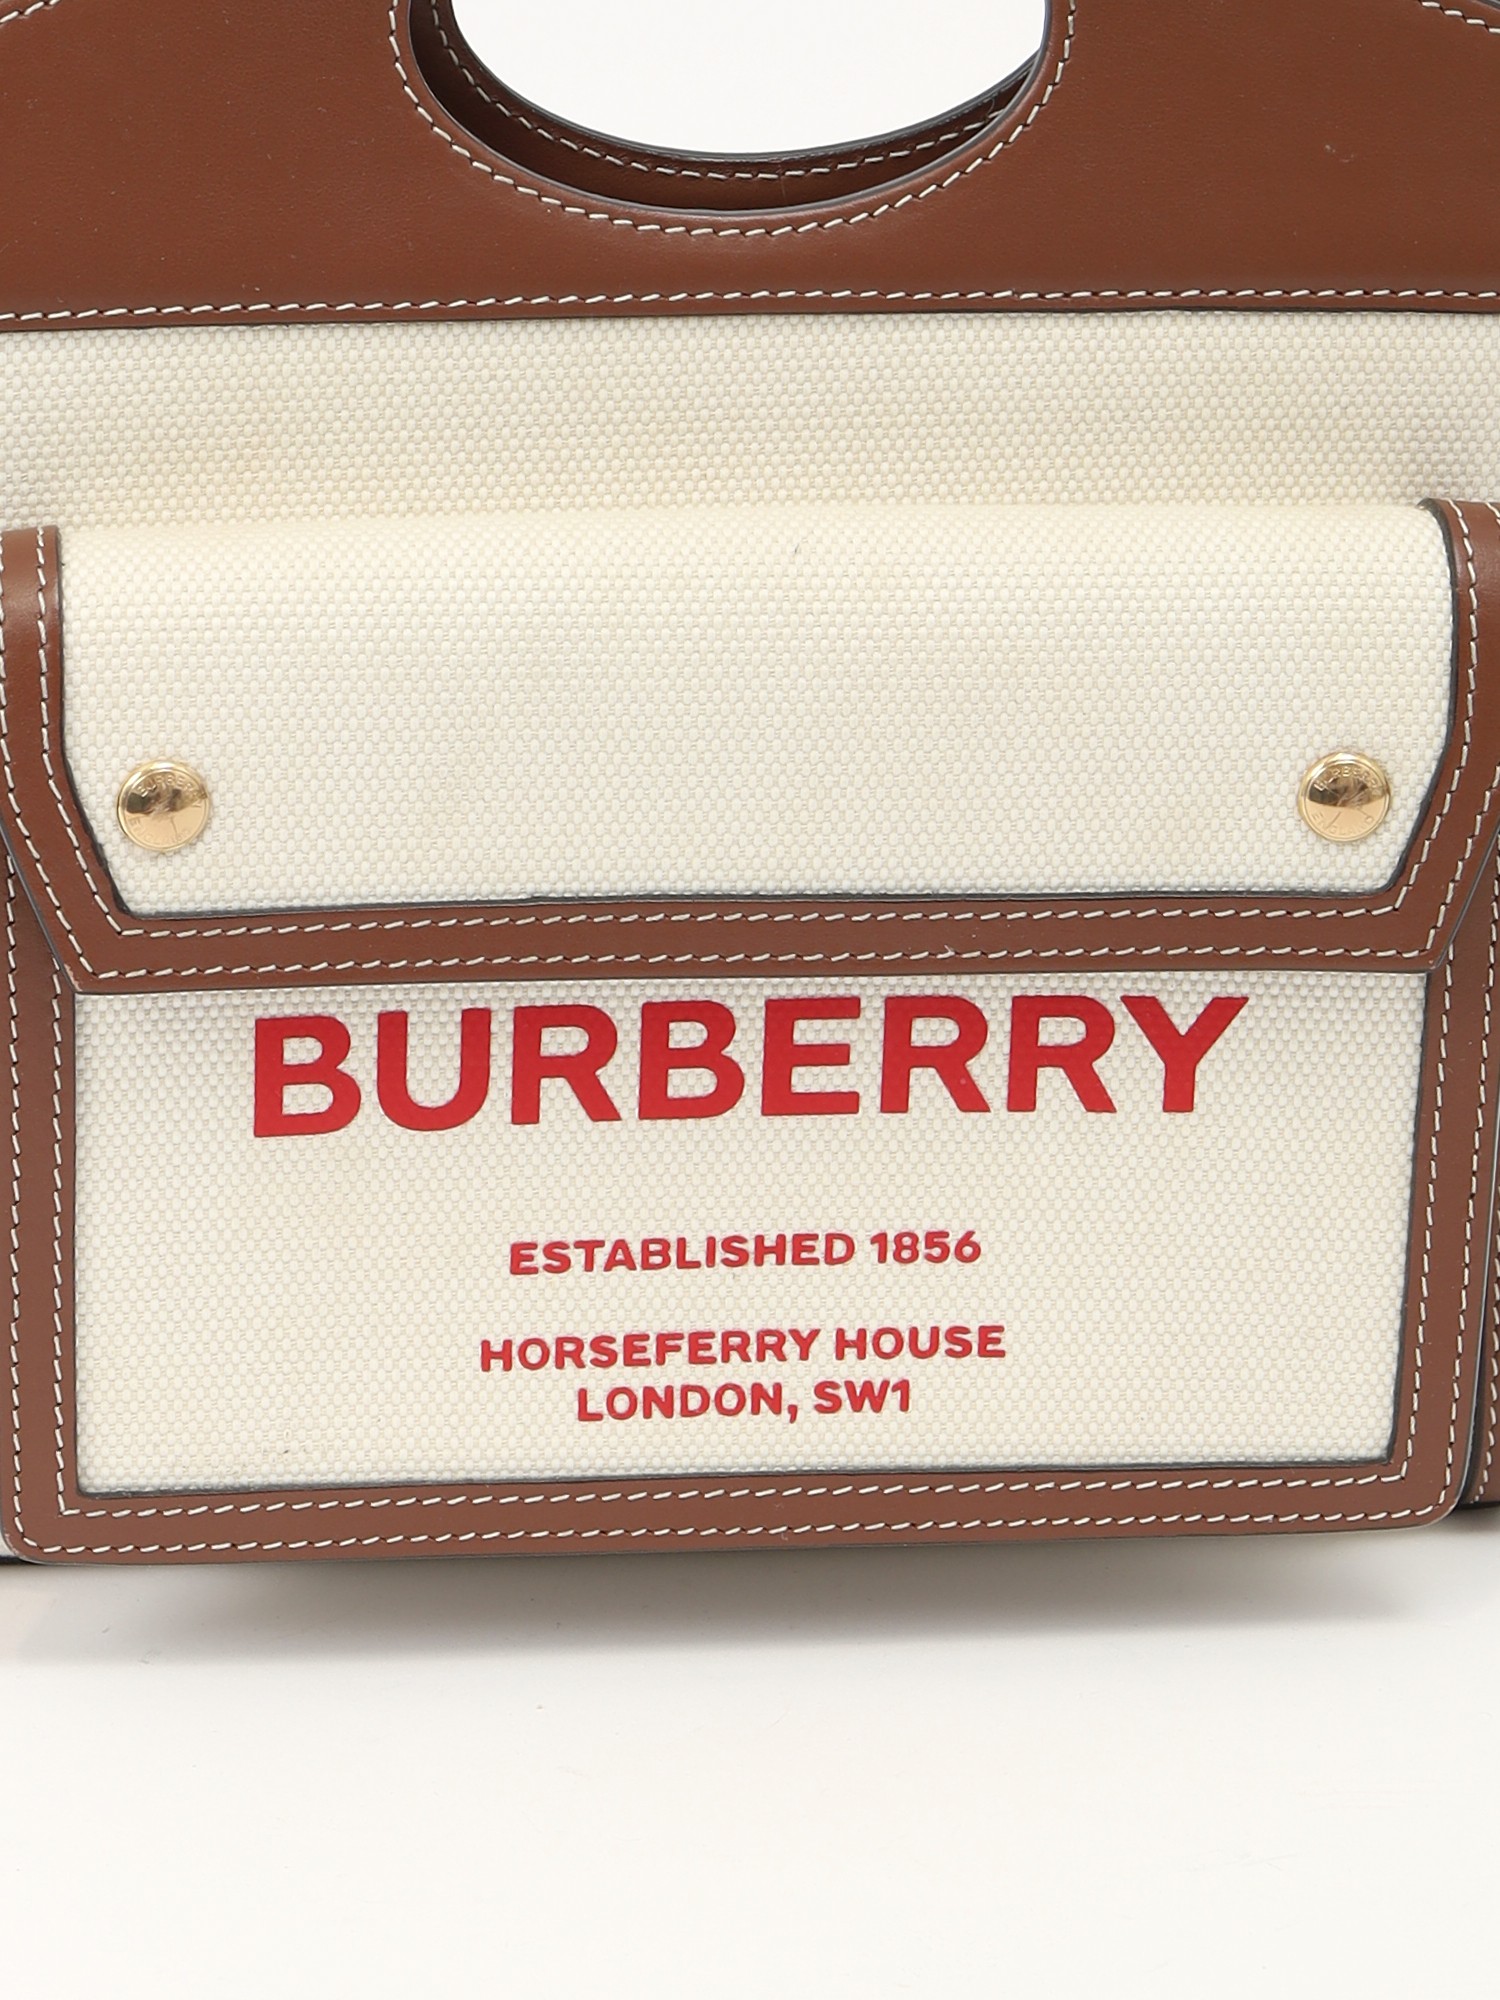 BURBERRY
ESTABLISHED 1856
HORSEFERRY HOUSE
LONDON, SW1